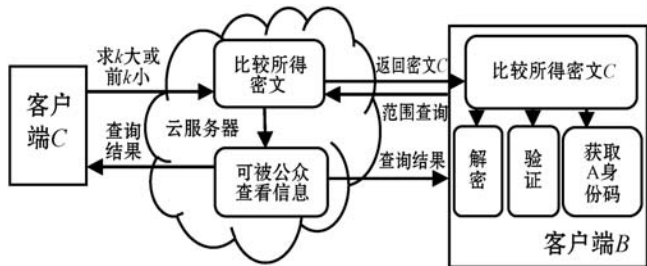 客户
端C
求k大或
前k小
查询
结果
比较所得
密文
云服务器
可被公众
查看信息
返回密文C
范围查询
查询结果
比较所得密文C
解
密
验
证
获取
A身
份码
客户端B